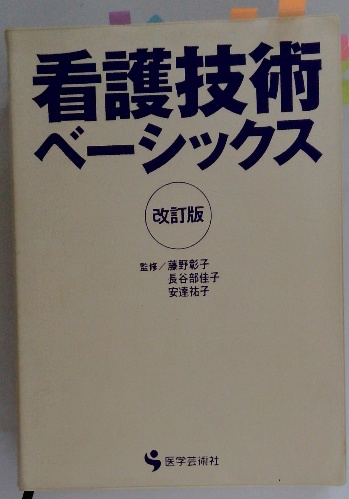 看護技術
ベーシックス
改訂版
監修/藤野彰子
長谷部佳子
安達祐子
医学芸術社